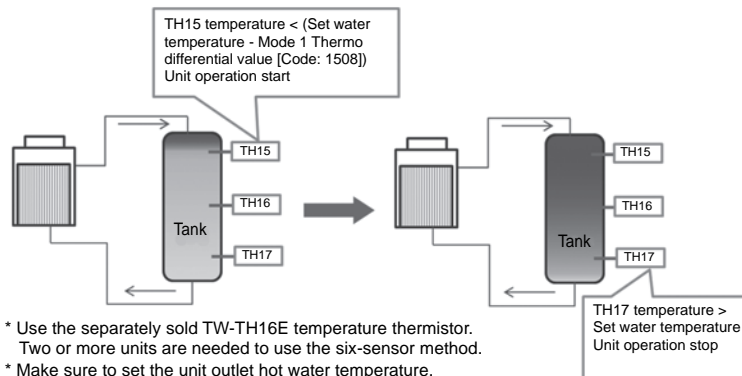 TH15 temperature < (Set water
temperature - Mode 1 Thermo
differential value [Code: 1508])
Unit operation start
TH15
TH16
Tank
TH17
TH15
TH16
Tank
TH17
TH17 temperature >
Set water temperature
Unit operation stop
* Use the separately sold TW-TH16E temperature thermistor.
Two or more units are needed to use the six-sensor method.
* Make sure to set the unit outlet hot water temperature.